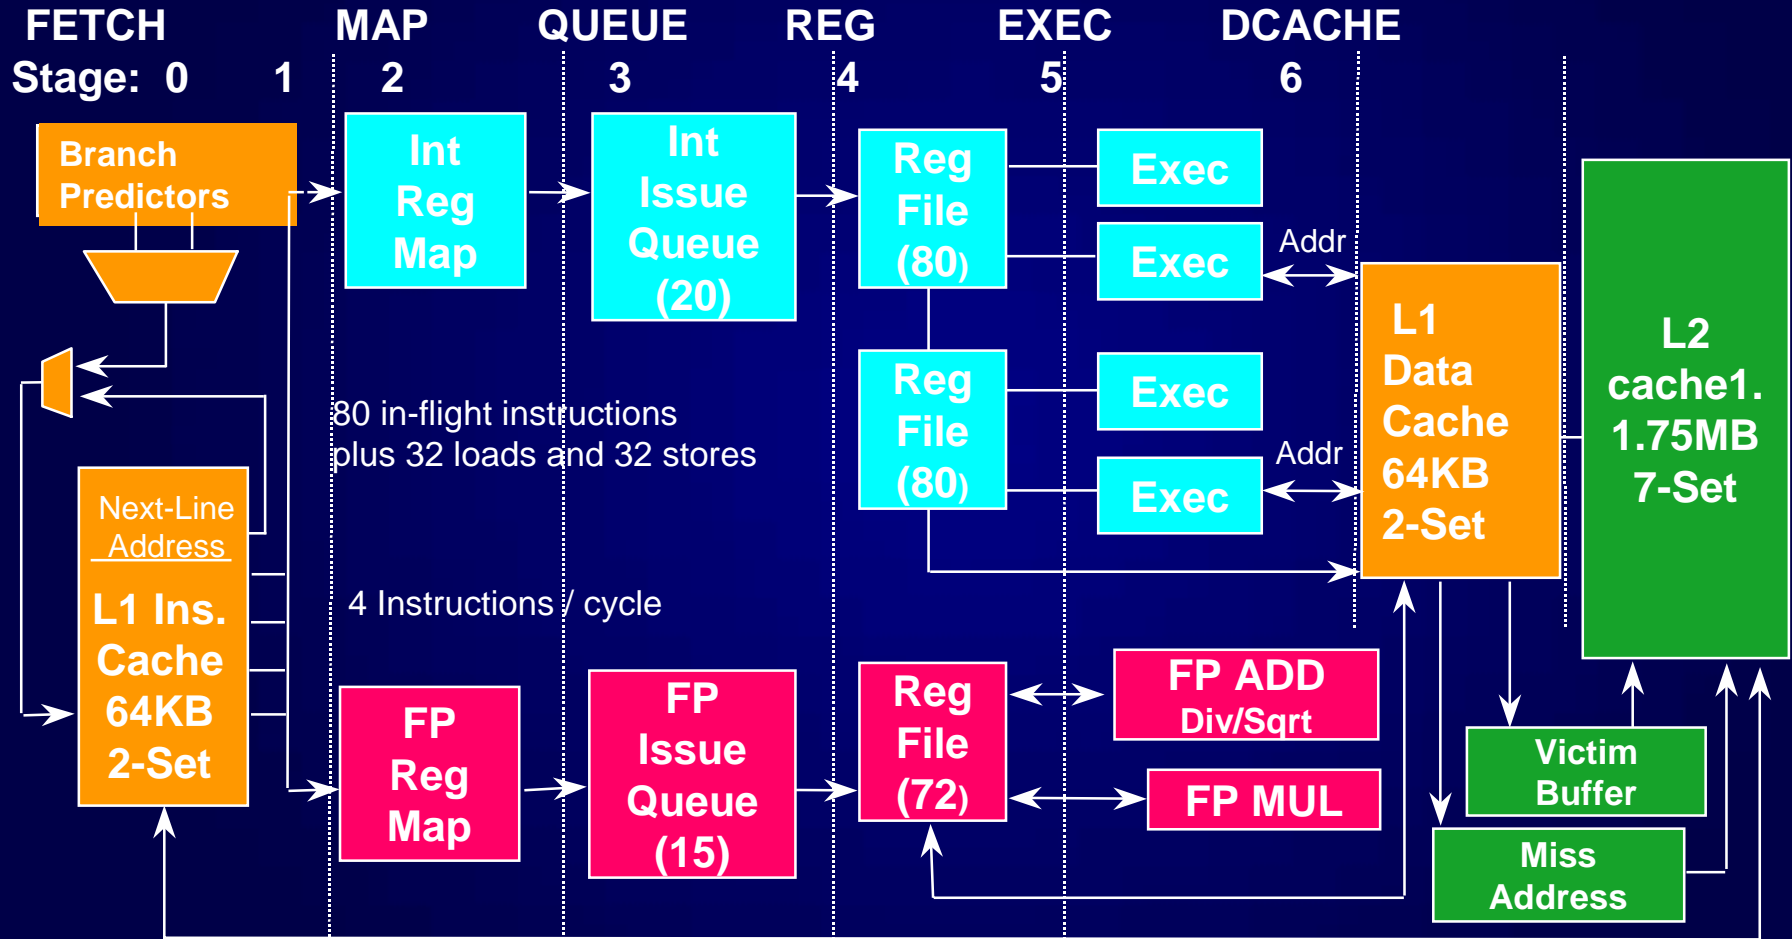 FETCH MAP QUEUE REG EXEC DCACHE
Stage: 0 1 2 3 4 5 6
Branch
Predictors
Int
Reg
Map
Int
Issue
Queue
(20)
Reg
File
(80)
Exec
Exec
Addr
Reg
File
(80)
Exec
Exec
Addr
L1
Data
Cache
64KB
2-Set
L2
cache1.
1.75MB
7-Set
80 in-flight instructions
plus 32 loads and 32 stores
Next-Line
Address
L1 Ins.
Cache
64KB
2-Set
4 Instructions / cycle
FP
Reg
Map
FP
Issue
Queue
(15)
Reg
File
(72)
FP ADD
Div/Sqrt
FP MUL
Victim
Buffer
Miss
Address